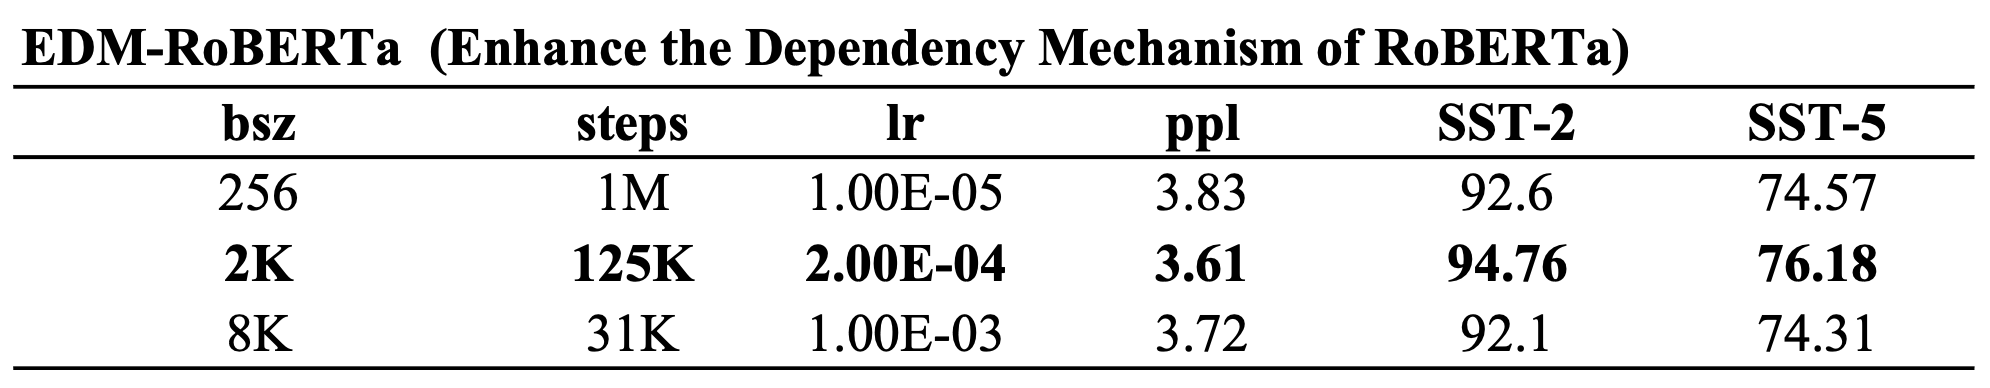 EDM-RoBERTa (Enhance the Dependency Mechanism of RoBERTa)
bsz steps lr ppl SST-2 SST-5
256 1M 1.00E-05 3.83 92.6 74.57
2K 125K 2.00E-04 3.61 94.76 76.18
8K 31K 1.00E-03 3.72 92.1 74.31